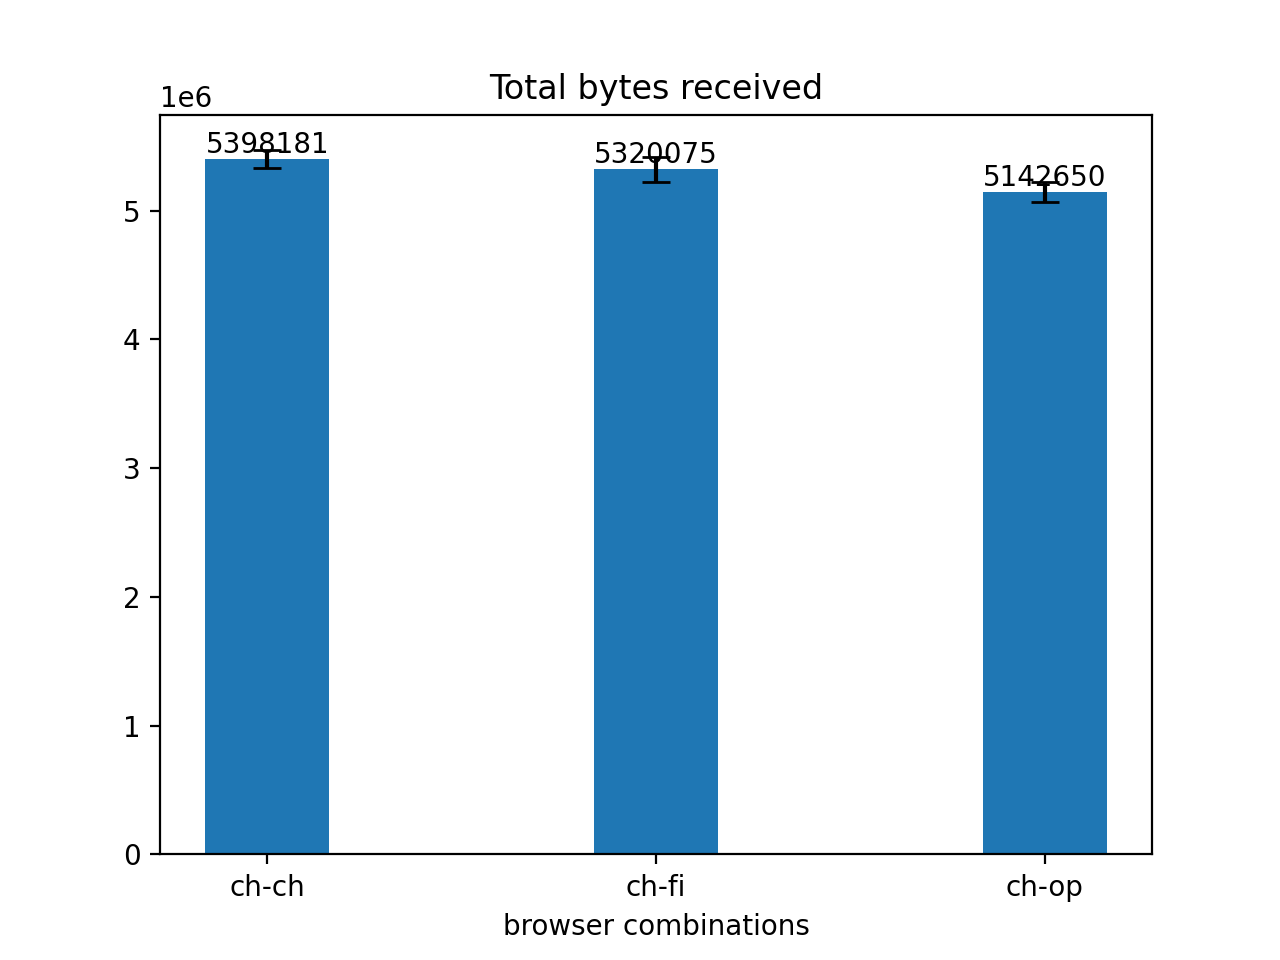 Total bytes received
1e6
5398181
5320075
5142650
5
4
3
2
1
0
ch-ch
ch-fi
ch-op
browser combinations